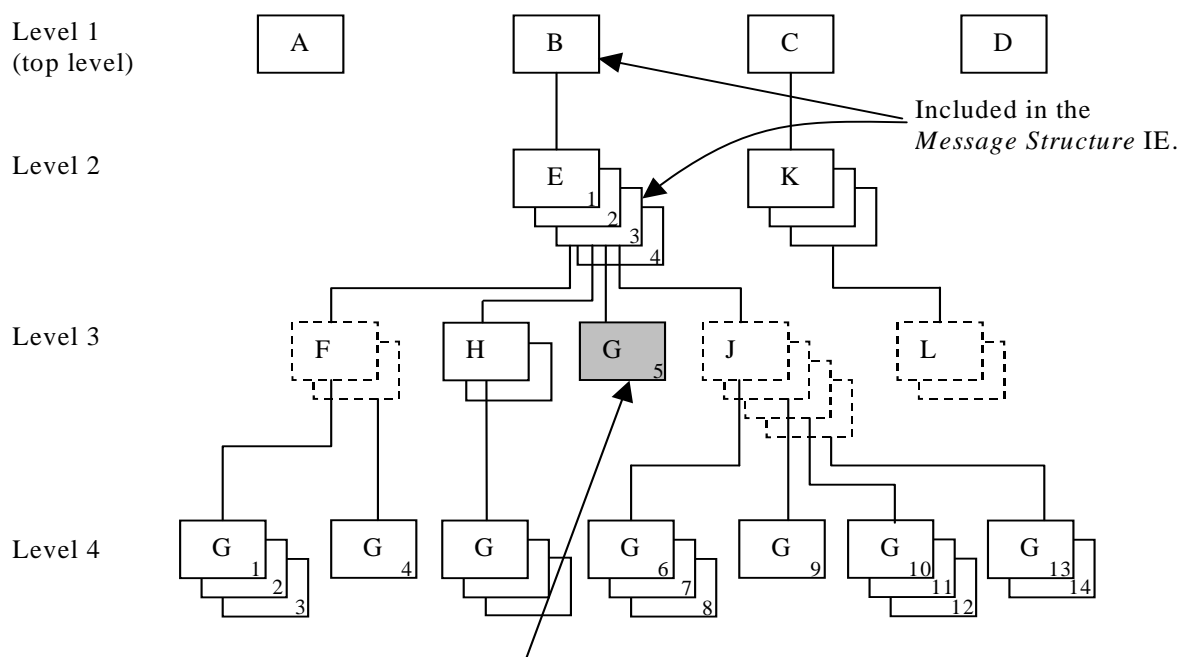 Level 1
(top level)
A
B
C
D
Included in the
Message Structure IE.
Level 2
E
1
2
3
4
K
Level 3
F
H
G
5
J
L
Level 4
G
1
2
3
G
4
G
G
6
7
8
G
9
G
10
11
12
G
13
14